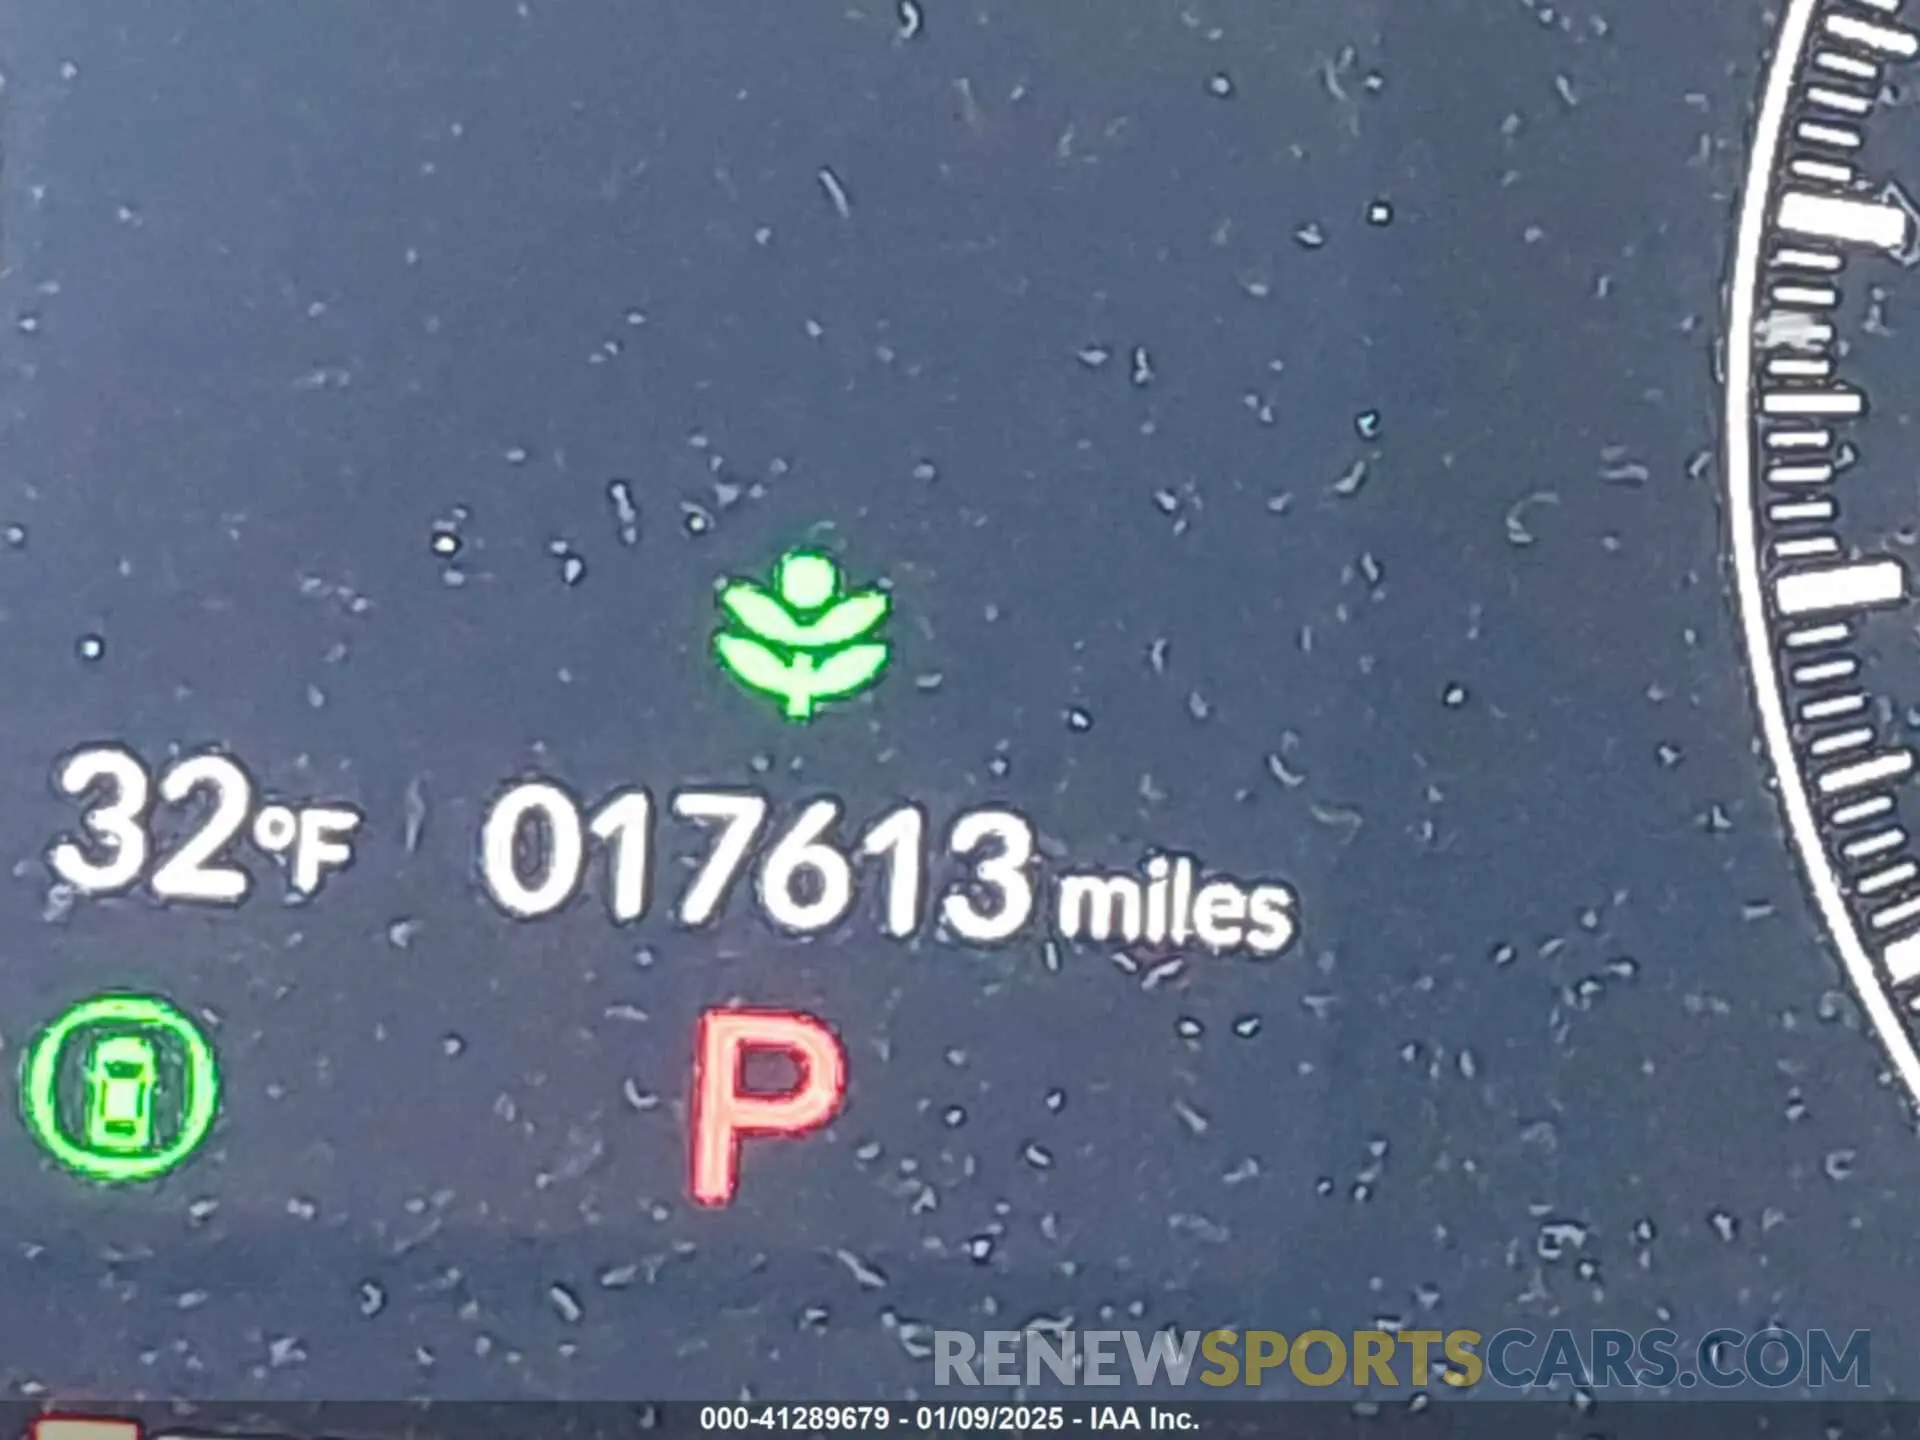 32°F 017613 miles
P
RENEWSPORTSCARS.COM
000-41289679 - 01/09/2025 - IAA Inc.